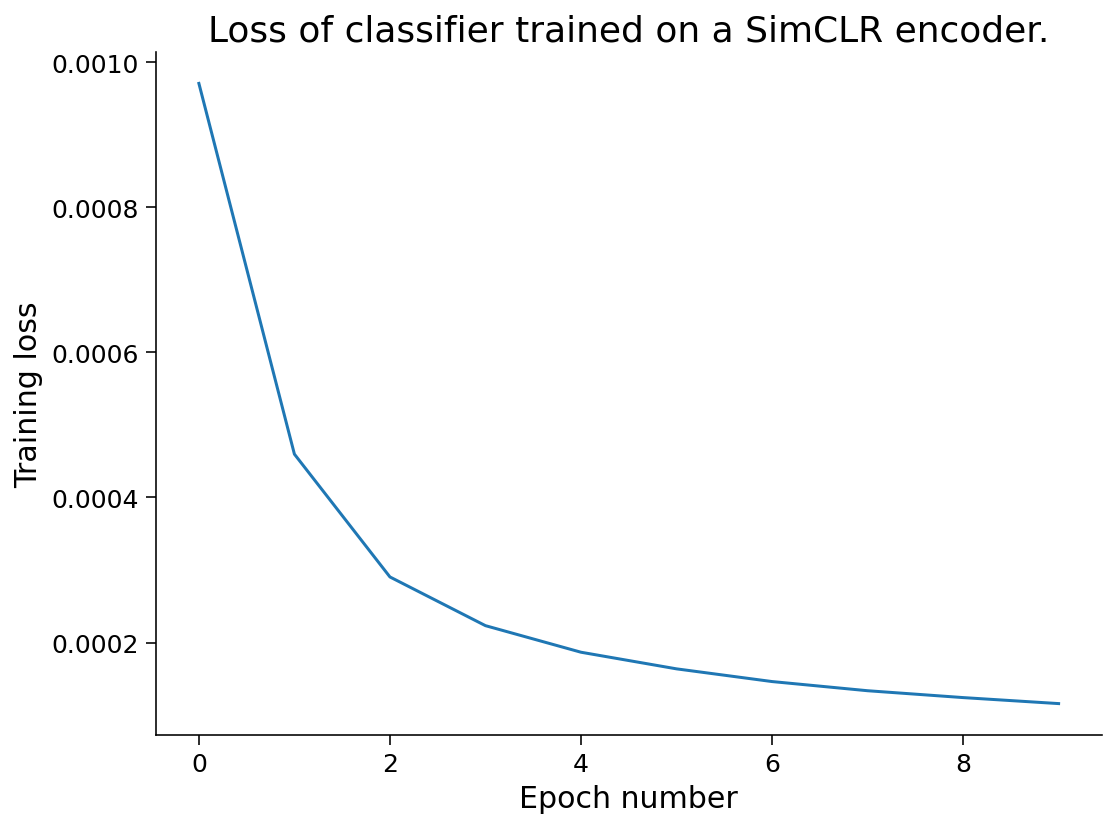 Loss of classifier trained on a SimCLR encoder.
0.0010
0.0008
0.0006
0.0004
0.0002
Training loss
0 2 4 6 8
Epoch number